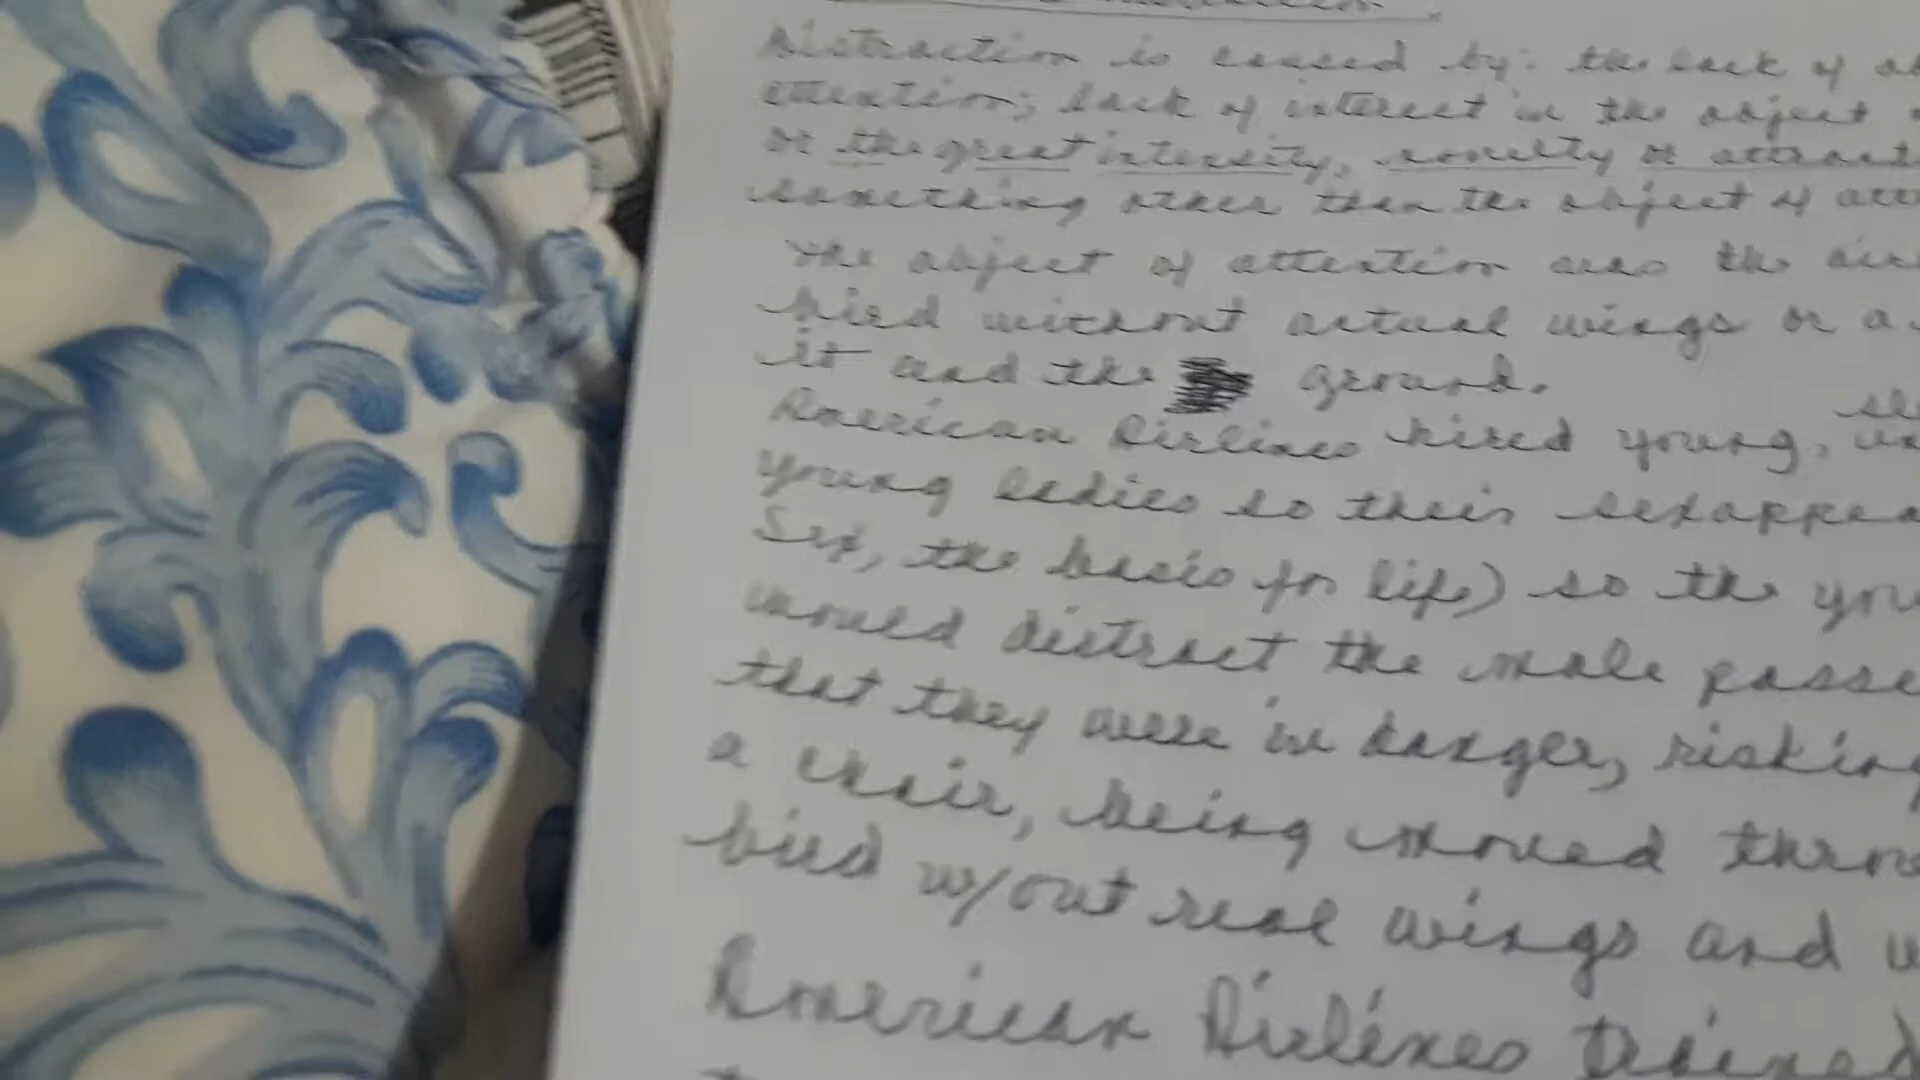 Distraction is caused by: the lack of
attention; lack of interest in the object
or the great intensity, novelty or attract
something other than the object of att
The object of attention was the air
bird without actual wings or a
it and the ground.
American Airlines hired young,
young ladies so their sexappea
Sex, the basis for life) so the you
would distract the male passe
that they were in danger, risking
a chair, being moved thro
bird w/out real wings and w
American Airlines trained